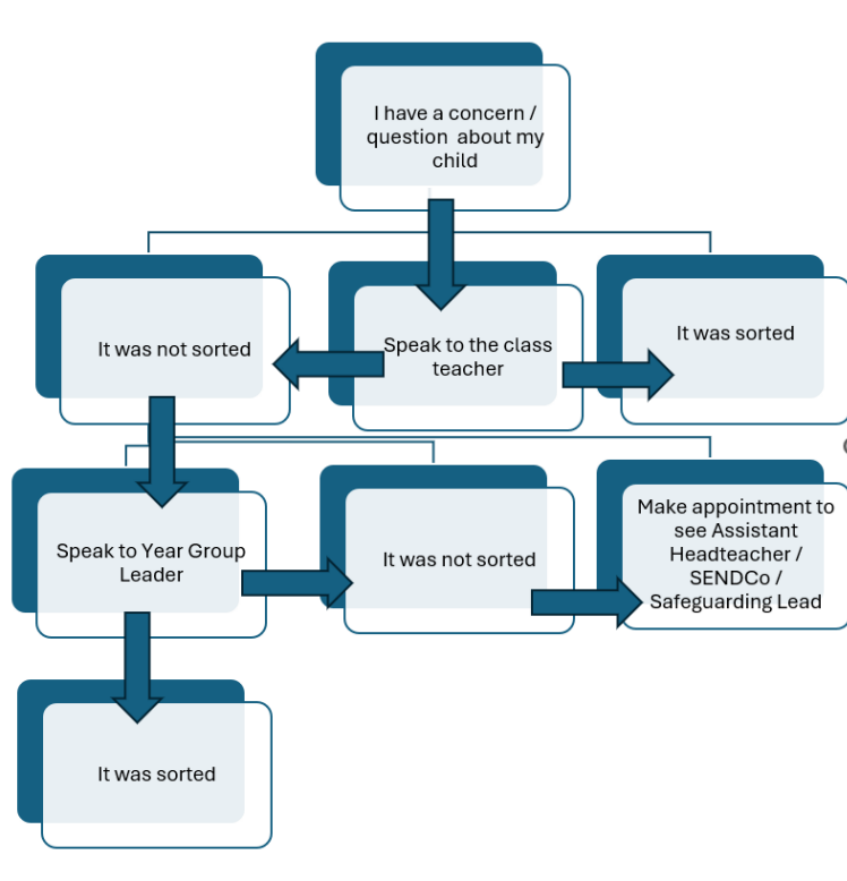 I have a concern /
question about my
child
It was not sorted
Speak to the class
teacher
It was sorted
Speak to Year Group
Leader
It was not sorted
Make appointment to
see Assistant
Headteacher /
SENDCo /
Safeguarding Lead
It was sorted